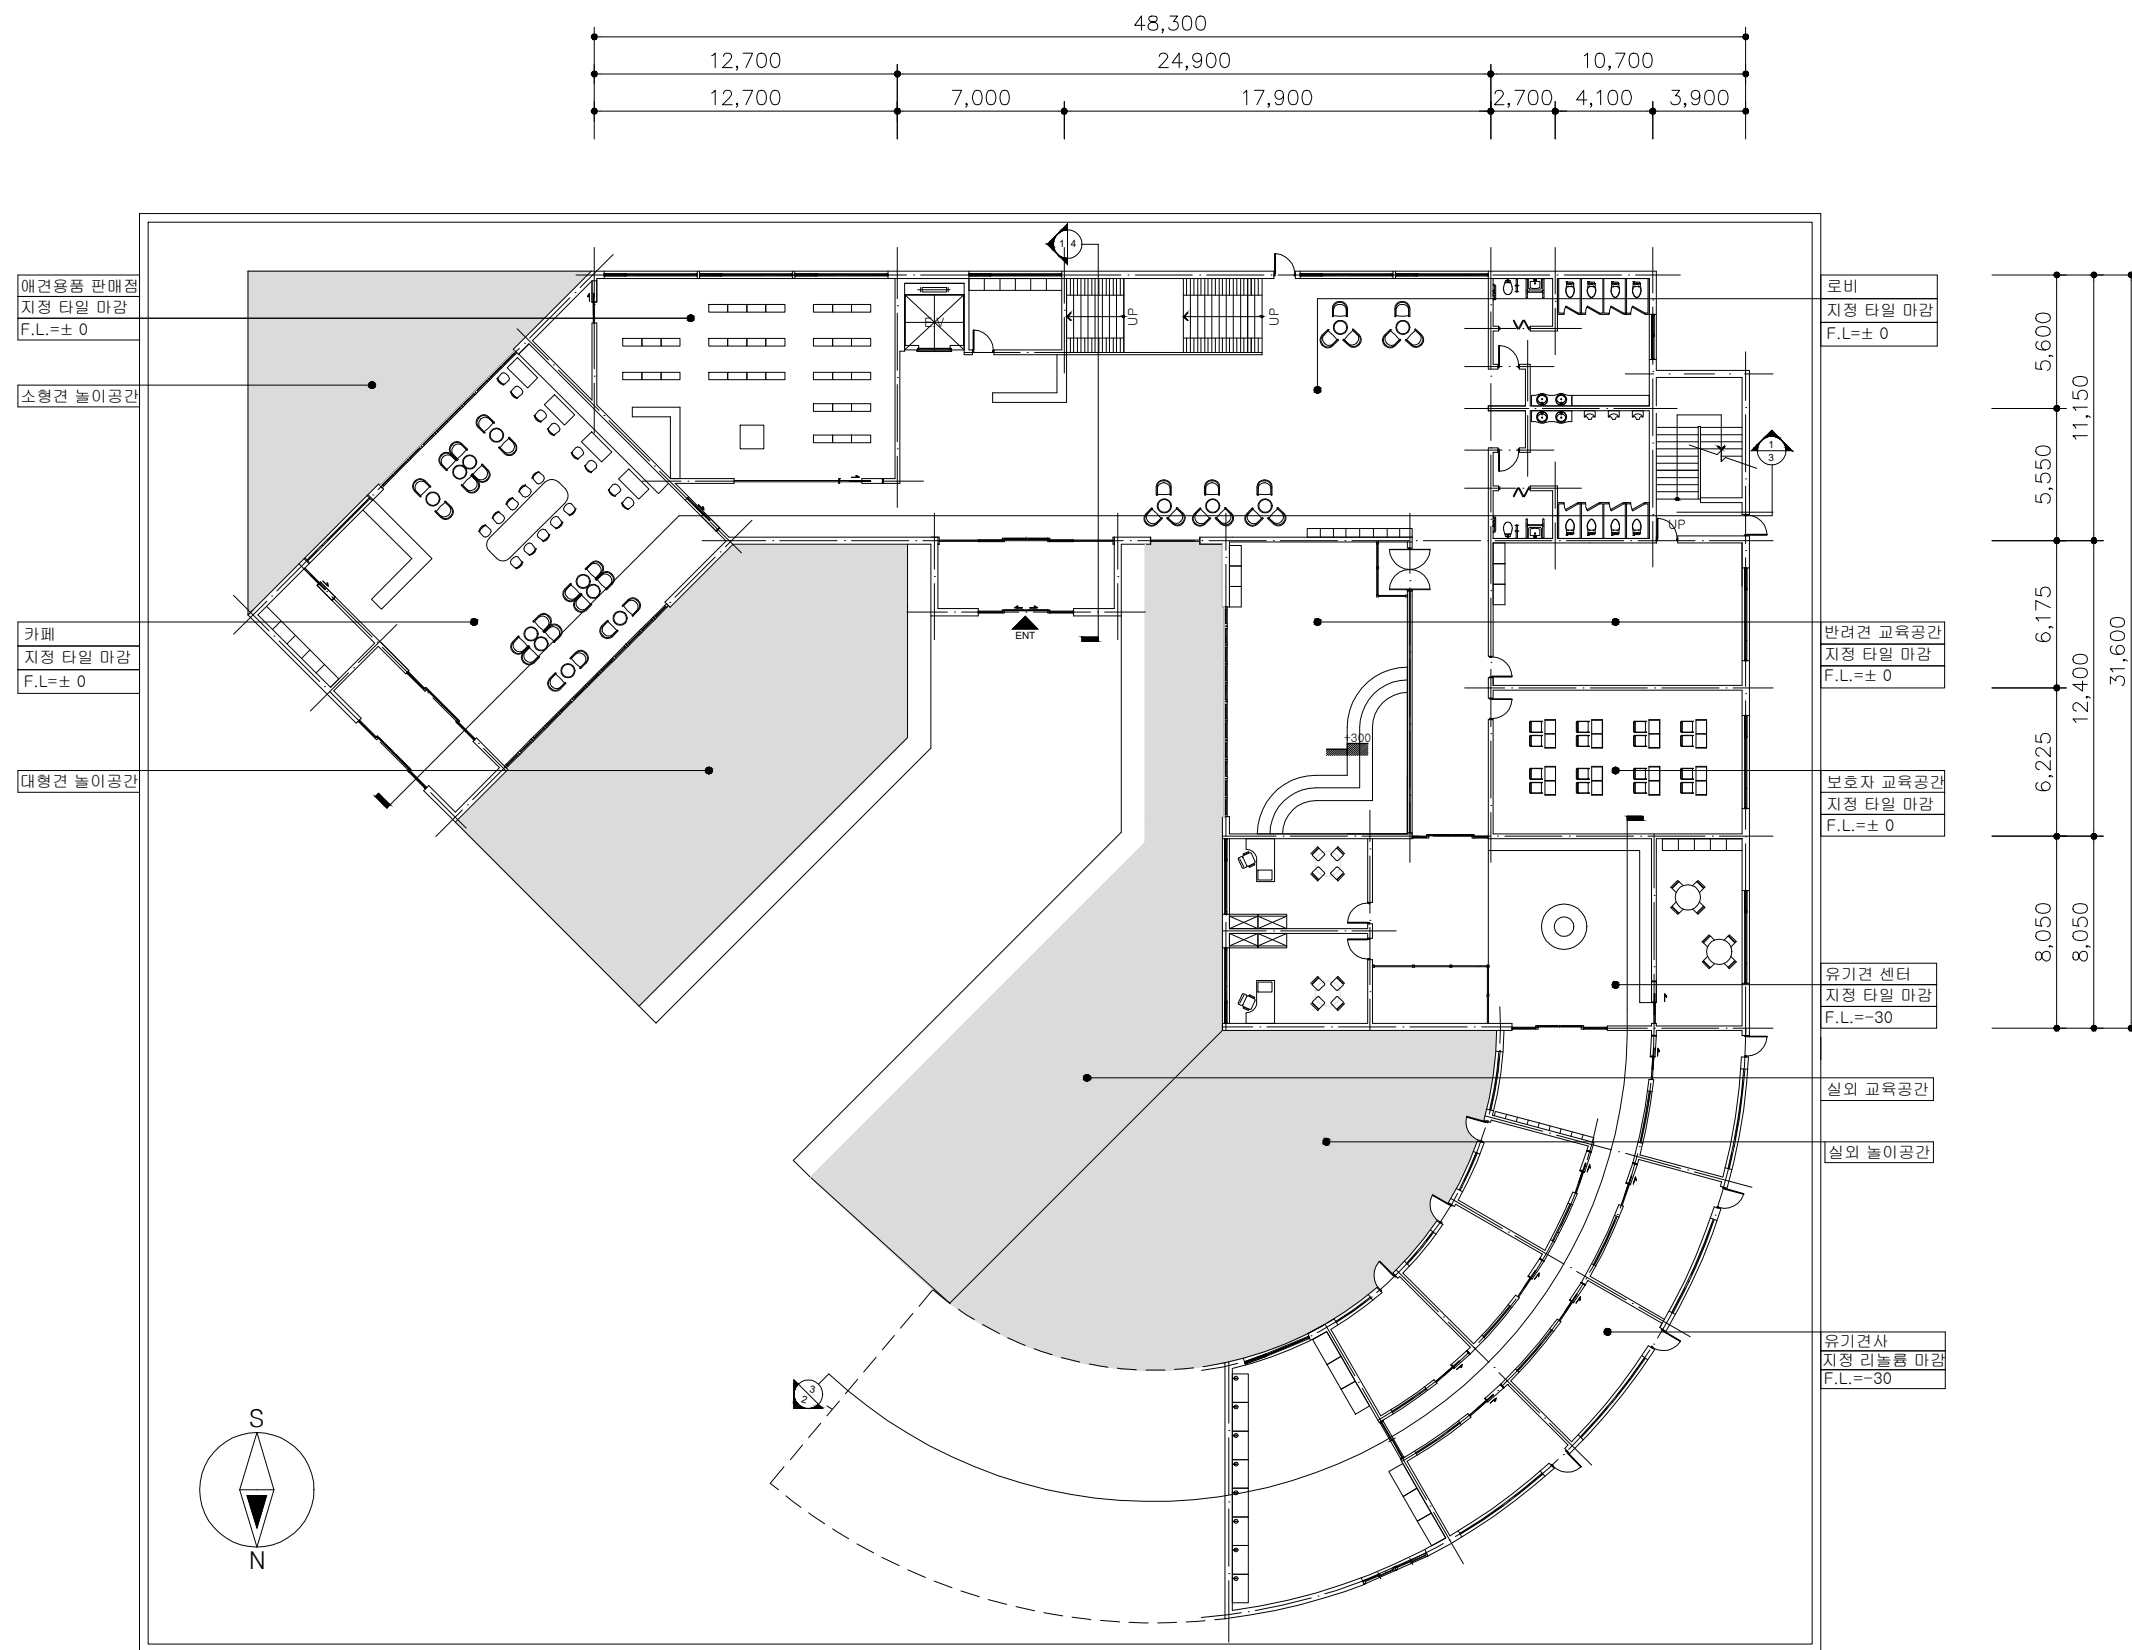 48,300
12,700 24,900 10,700
12,700 7,000 17,900 2,700 4,100 3,900
1 4
애견용품 판매점
지정 타일 마감
F.L.=± 0
소형견 놀이공간
카페
지정 타일 마감
F.L=± 0
대형견 놀이공간
E/V
UP
UP
UP
1
3
ENT
+300
로비
지정 타일 마감
F.L=± 0
반려견 교육공간
지정 타일 마감
F.L.=± 0
보호자 교육공간
지정 타일 마감
F.L.=± 0
유기견 센터
지정 타일 마감
F.L.=-30
실외 교육공간
실외 놀이공간
유기견사
지정 리놀륨 마감
F.L.=-30
5,600
5,550
11,150
6,175
6,225
12,400
8,050
8,050
31,600
3
2
S
N